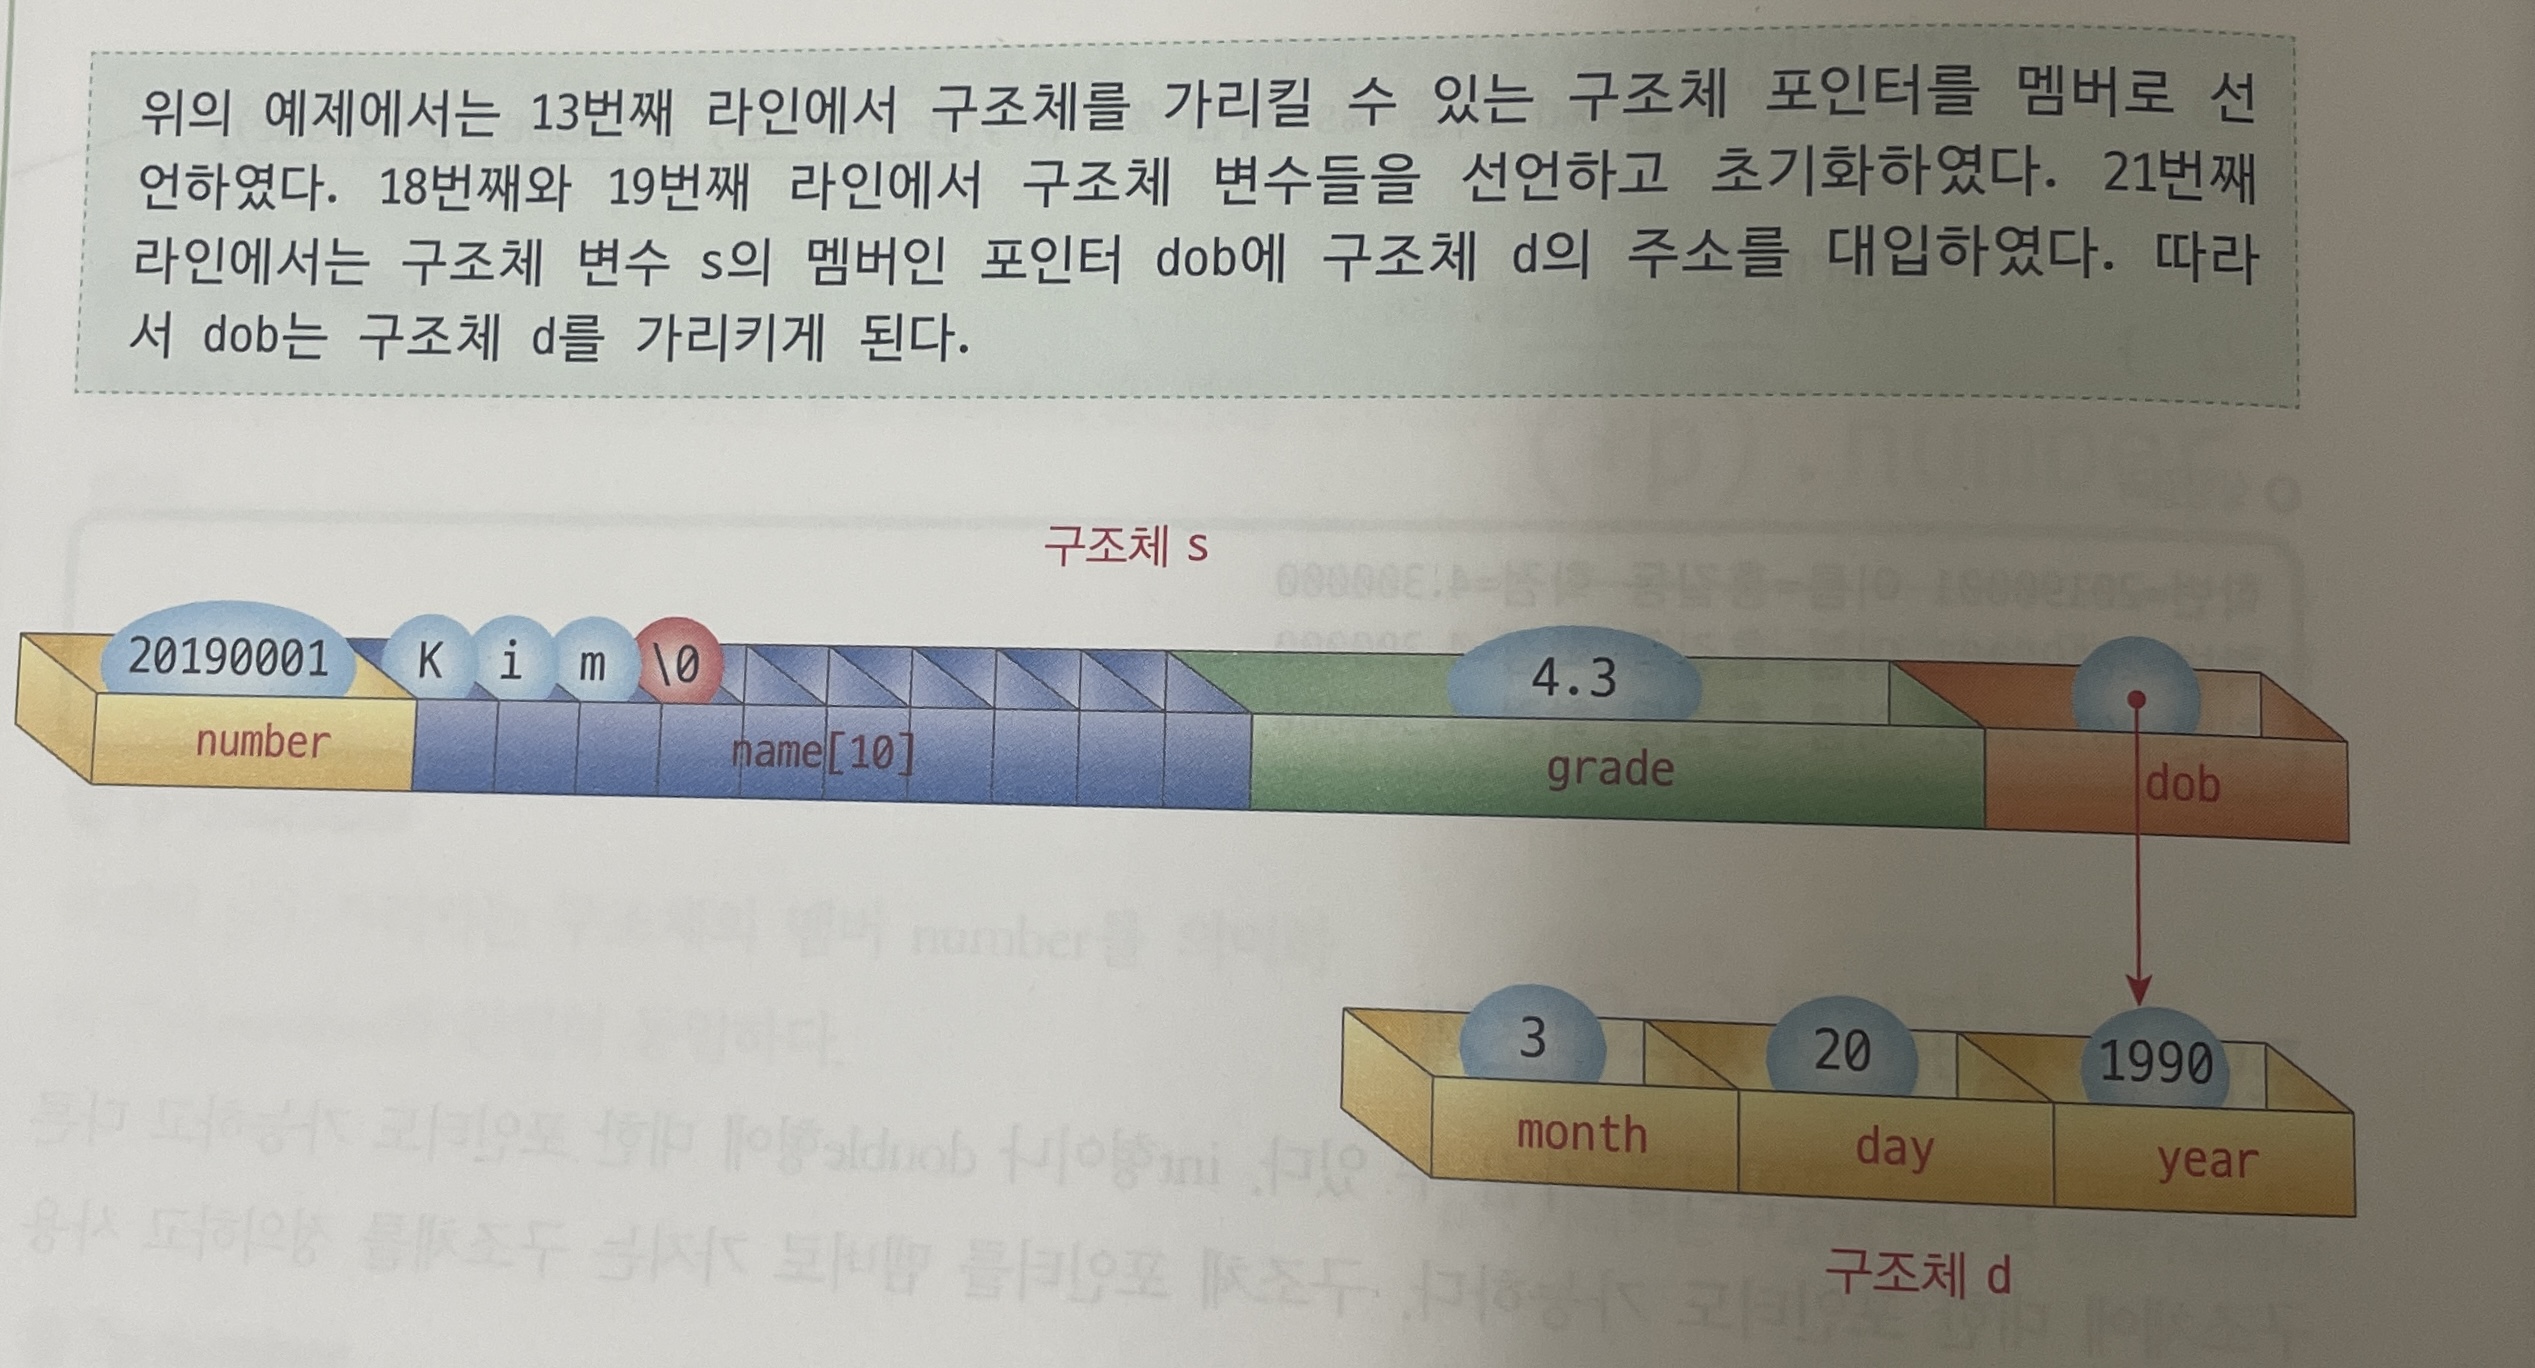 위의 예제에서는 13번째 라인에서 구조체를 가리킬 수 있는 구조체 포인터를 멤버로 선
언하였다. 18번째와 19번째 라인에서 구조체 변수들을 선언하고 초기화하였다. 21번째
라인에서는 구조체 변수 s의 멤버인 포인터 dob에 구조체 d의 주소를 대입하였다. 따라
서 dob는 구조체 d를 가리키게 된다.
구조체 s
20190001 K i m \0 4.3
number name[10] grade dob
3 20 1990
month day year
구조체 d